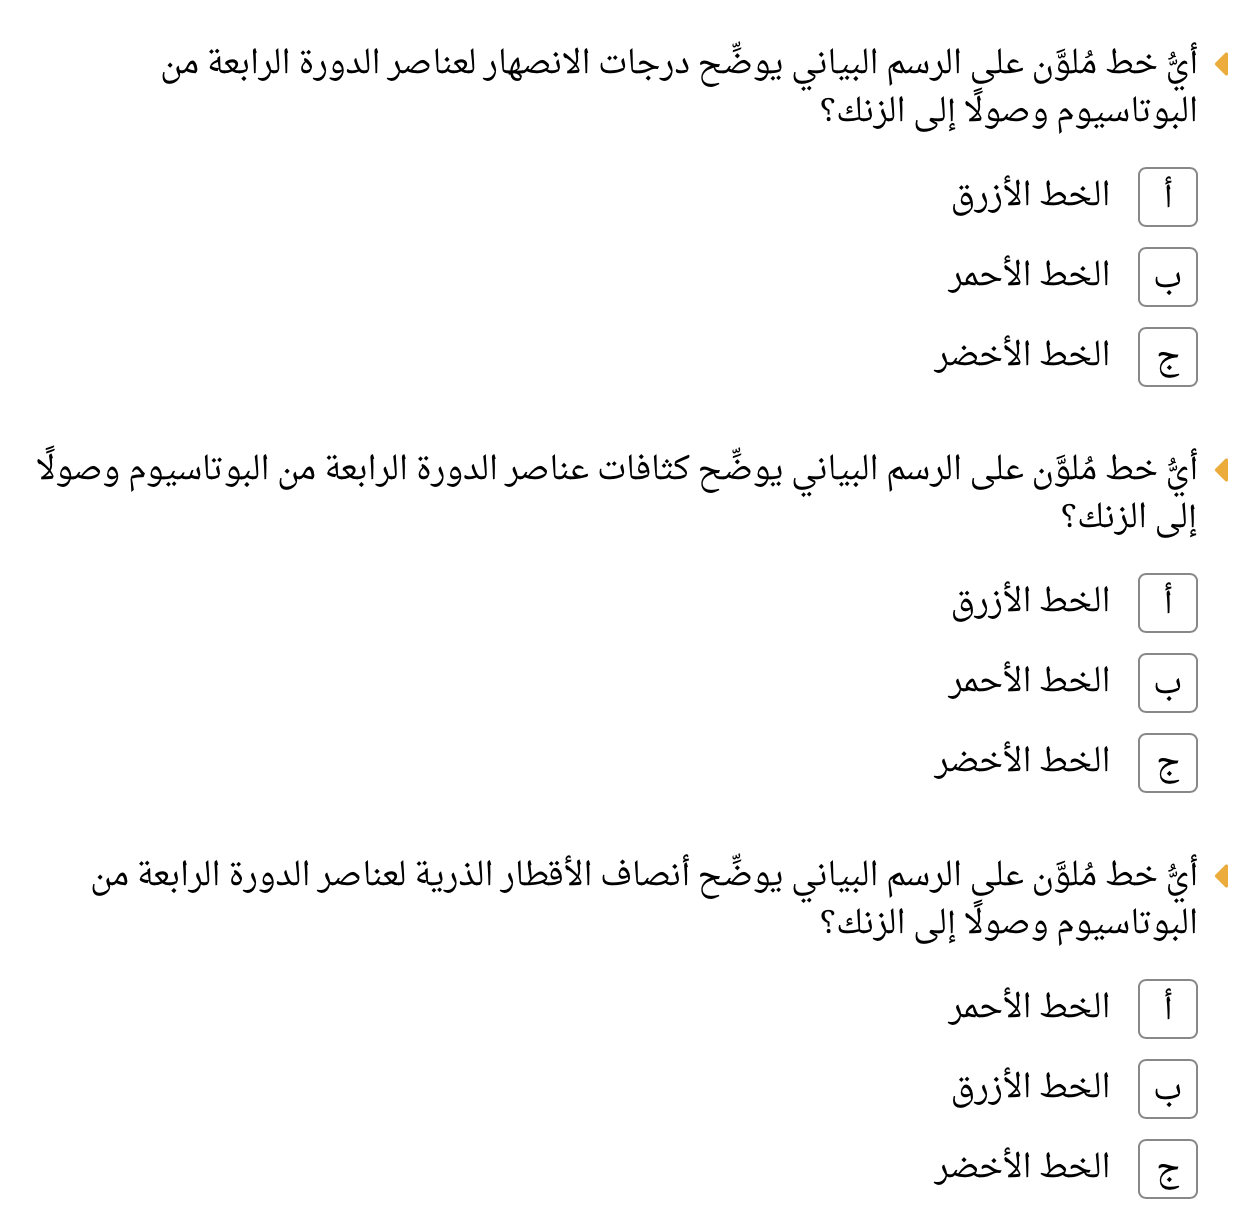 أيُّ خط مُلوَّن على الرسم البياني يوضِّح درجات الانصهار لعناصر الدورة الرابعة من
البوتاسيوم وصولًا إلى الزنك؟
أ الخط الأزرق
ب الخط الأحمر
ج الخط الأخضر
أيُّ خط مُلوَّن على الرسم البياني يوضِّح كثافات عناصر الدورة الرابعة من البوتاسيوم وصولًا
إلى الزنك؟
أ الخط الأزرق
ب الخط الأحمر
ج الخط الأخضر
أيُّ خط مُلوَّن على الرسم البياني يوضِّح أنصاف الأقطار الذرية لعناصر الدورة الرابعة من
البوتاسيوم وصولًا إلى الزنك؟
أ الخط الأحمر
ب الخط الأزرق
ج الخط الأخضر